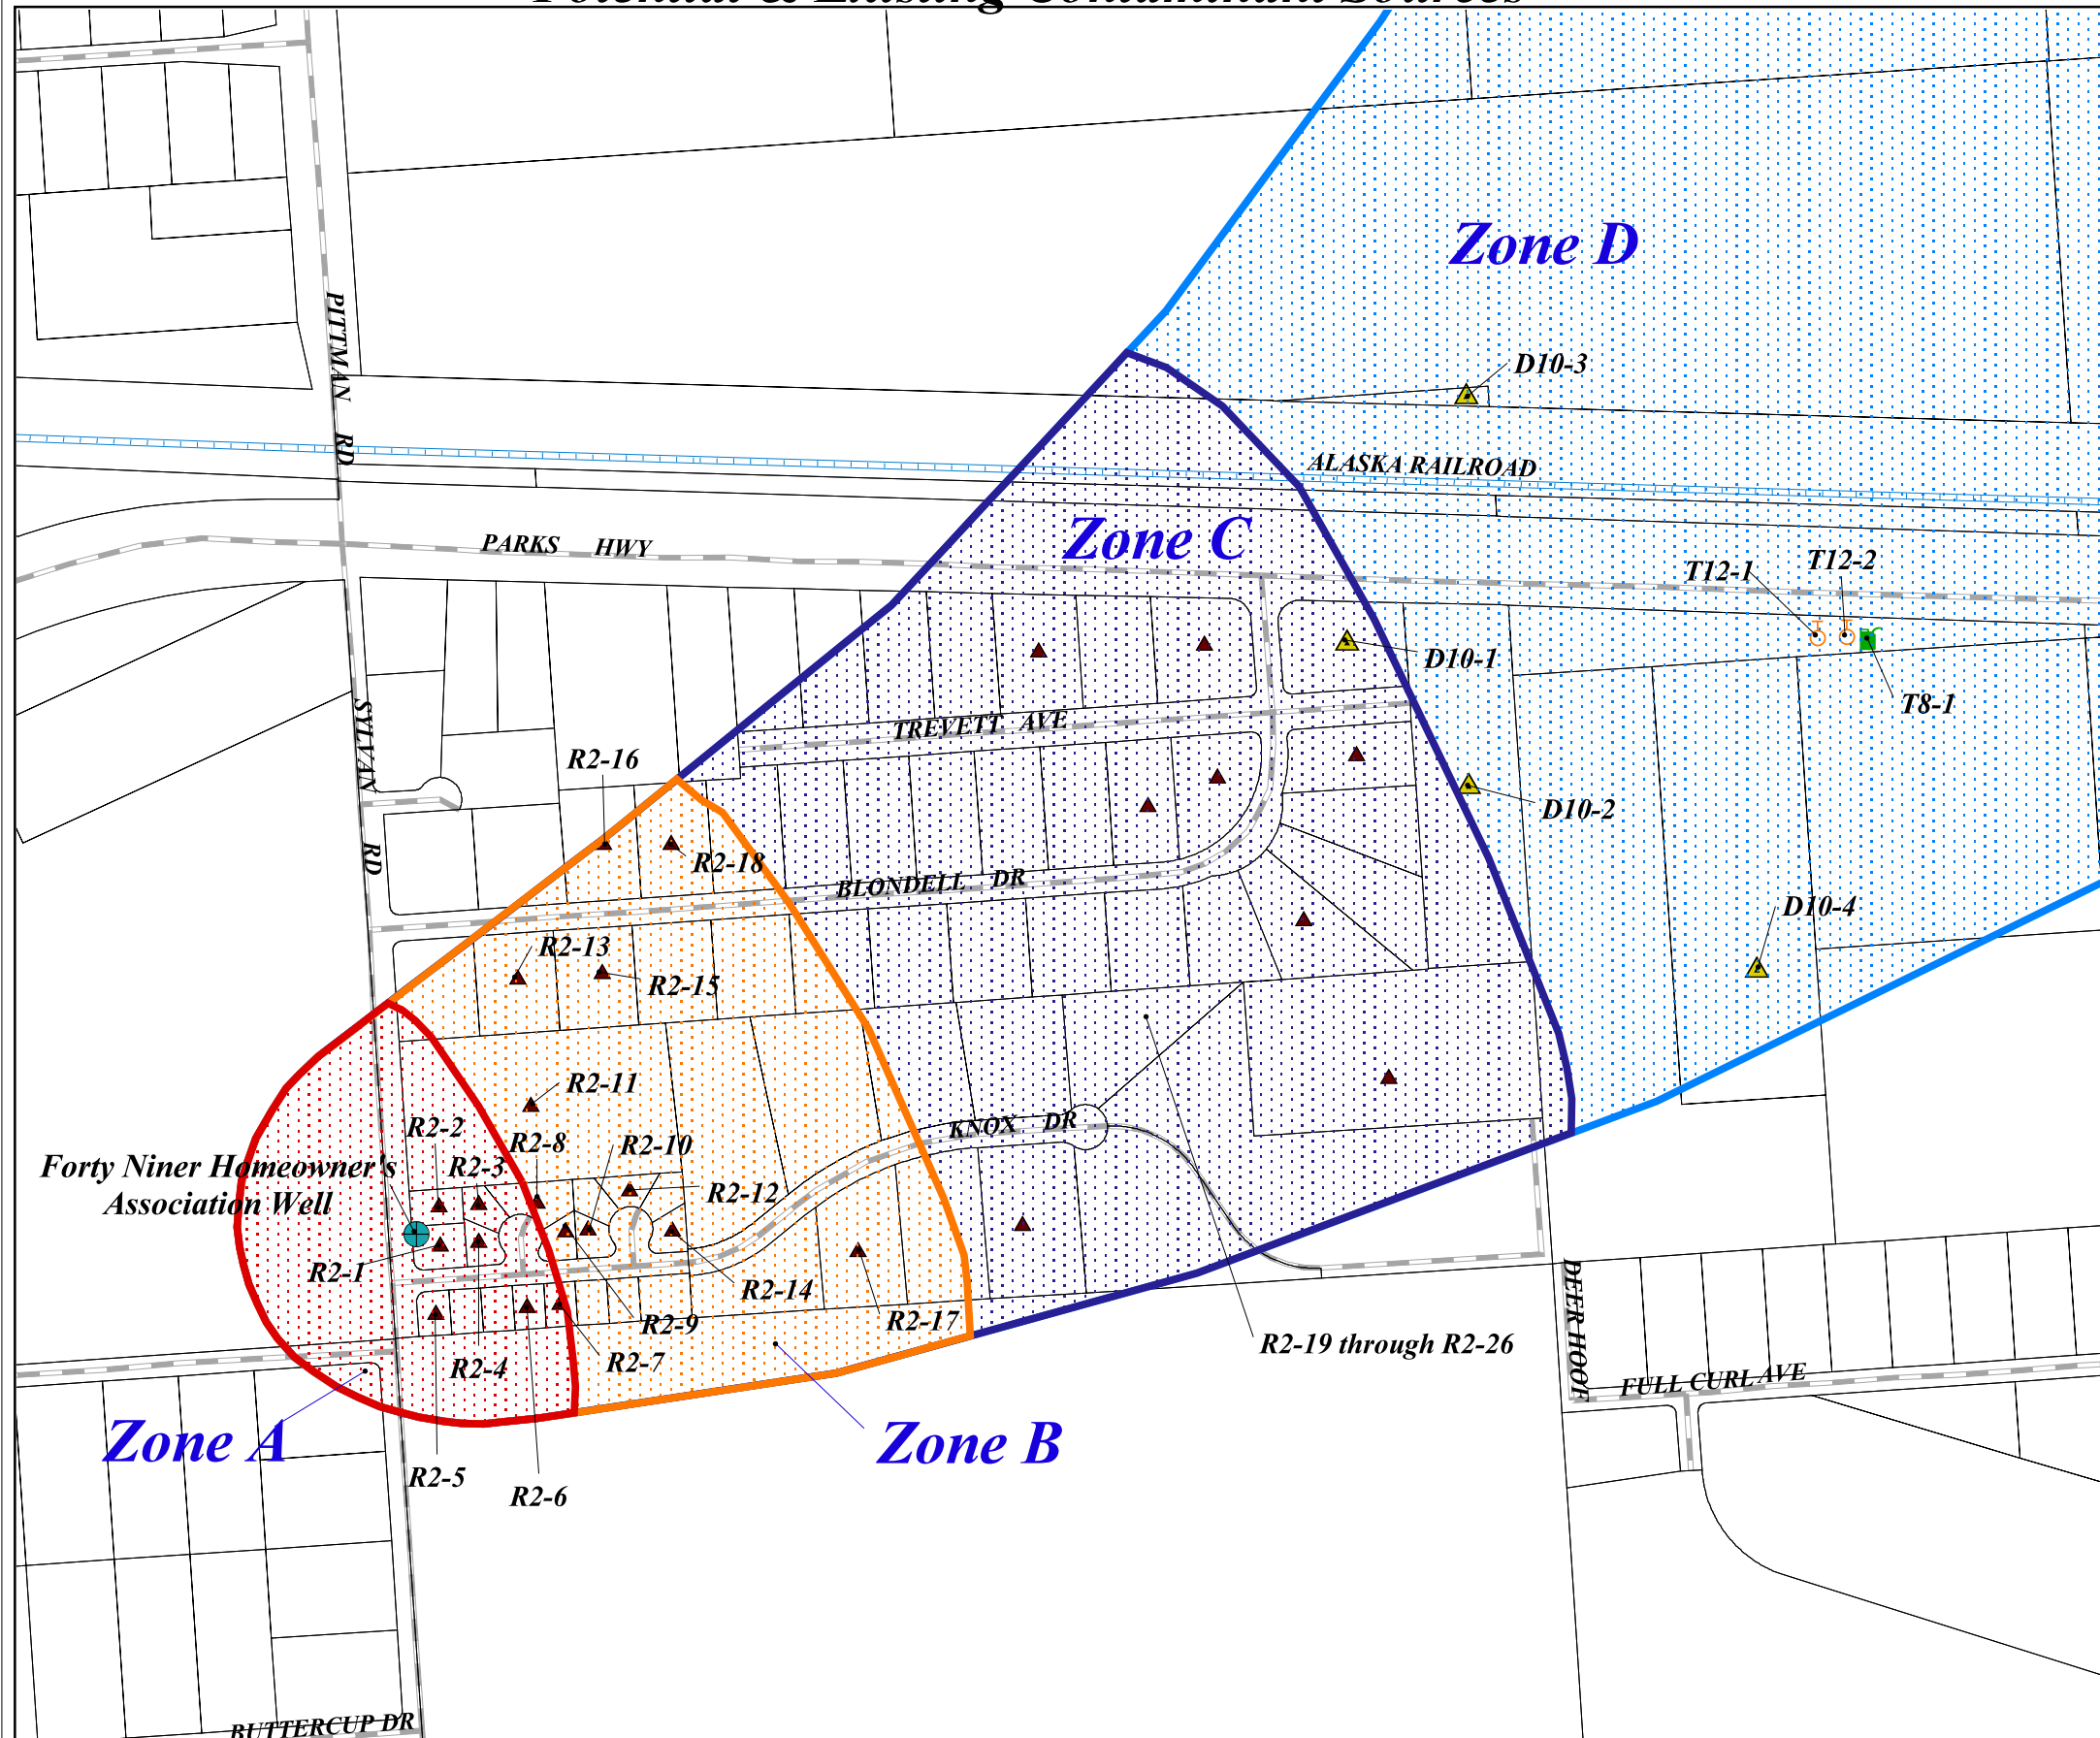 Potential & Existing Contaminant Sources
Zone D
PITTMAN RD
D10-3
ALASKA RAILROAD
Zone C
PARKS HWY
T12-1
T12-2
D10-1
T8-1
SYLVAN RD
TREVETT AVE
R2-16
D10-2
R2-18
BLONDELL DR
D10-4
R2-13
R2-15
R2-11
R2-2
R2-8
R2-10
KNOX DR
Forty Niner Homeowner's
Association Well
R2-3
R2-12
R2-1
R2-14
R2-9
R2-17
R2-7
R2-4
R2-19 through R2-26
DEER HOOF
FULL CURL AVE
Zone A
Zone B
R2-5
R2-6
BUTTERCUP DR